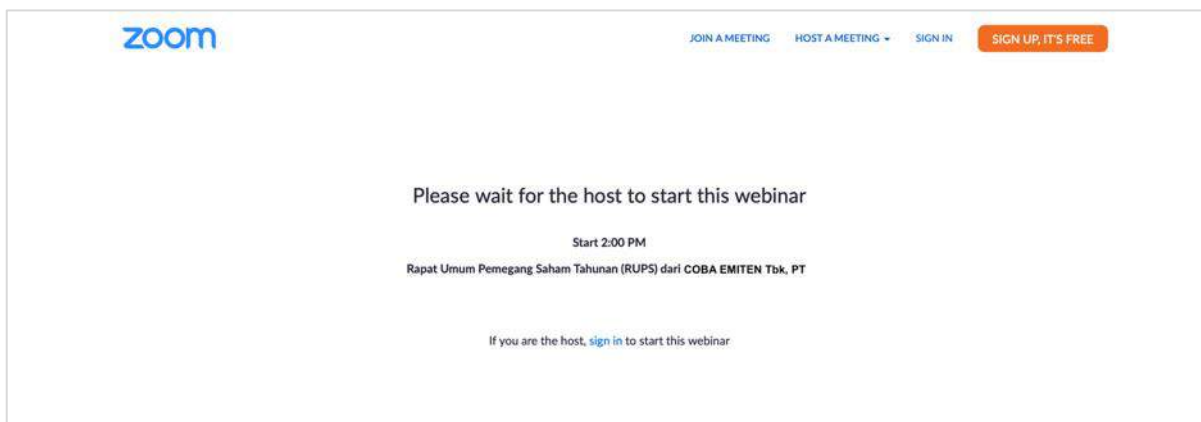 zoom
JOIN A MEETING HOST A MEETING SIGN IN SIGN UP, IT'S FREE
Please wait for the host to start this webinar
Start 2:00 PM
Rapat Umum Pemegang Saham Tahunan (RUPS) dari COBA EMITEN Tbk, PT
If you are the host, sign in to start this webinar